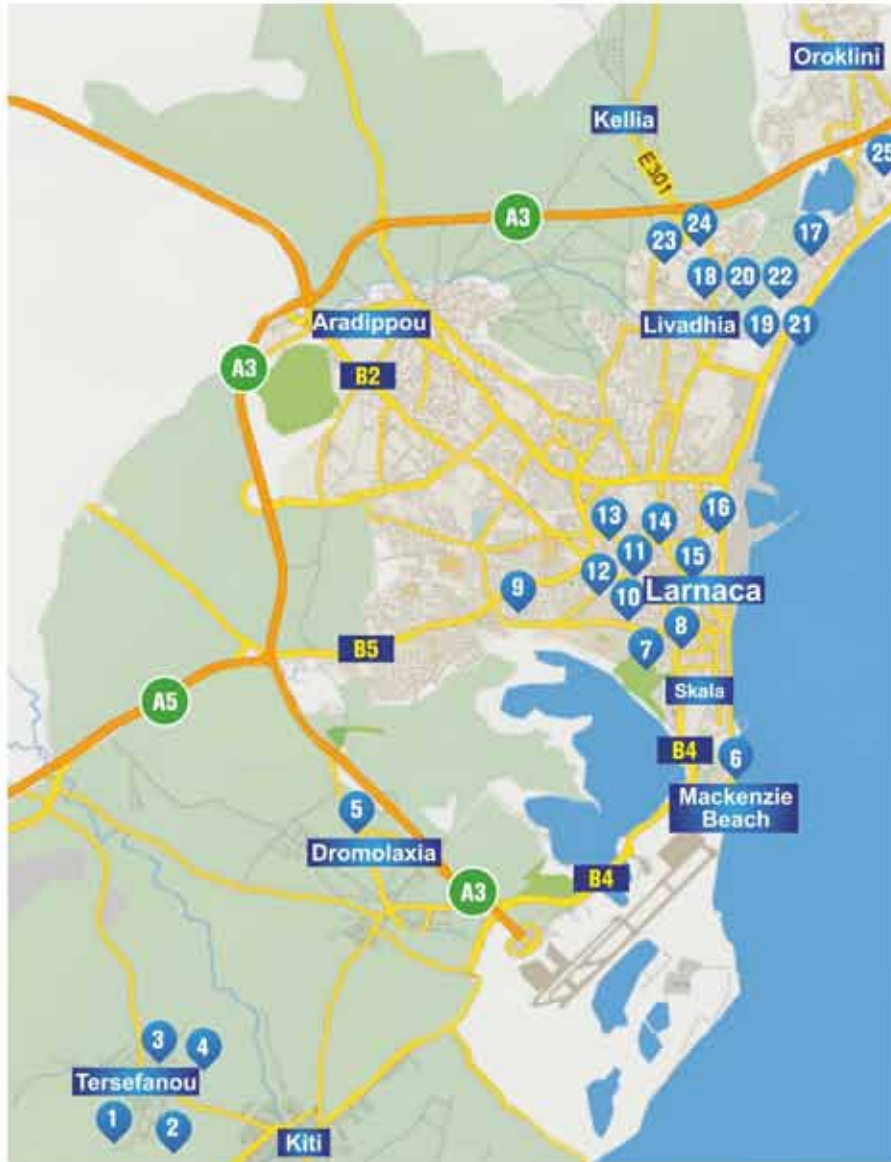 Oroklini
Kellia
25
E301
A3
24
17
23
18
20
22
Aradippou
Livadhia
19
21
A3
B2
16
13
14
11
15
12
9
10
Larnaca
8
B5
7
Skala
A5
B4
6
Mackenzie
Beach
5
Dromolaxia
A3
B4
3
4
Tersefanou
1
2
Kiti